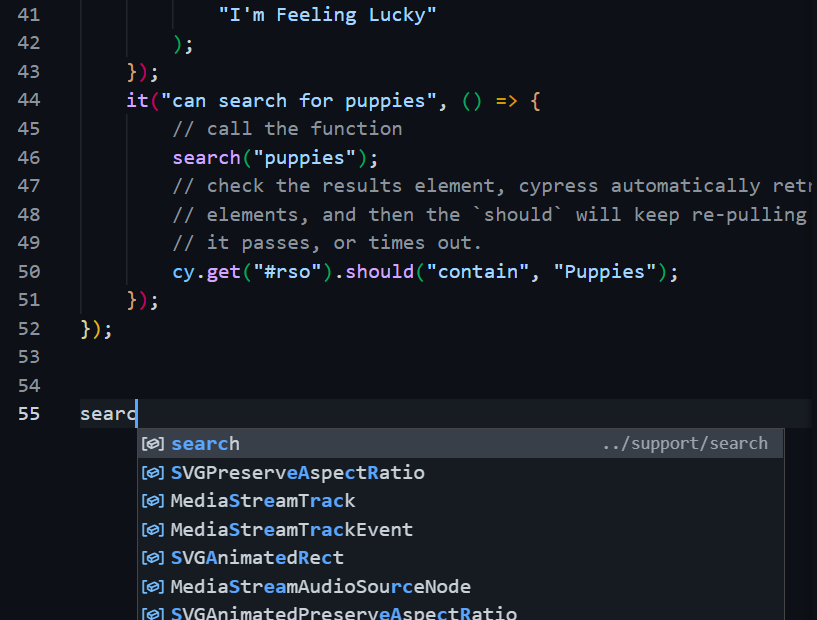 41 "I'm Feeling Lucky"
42 );
43 });
44 it("can search for puppies", () => {
45 // call the function
46 search("puppies");
47 // check the results element, cypress automatically retr
48 // elements, and then the `should` will keep re-pulling
49 // it passes, or times out.
50 cy.get("#rso").should("contain", "Puppies");
51 });
52 });
53
54
55 searc
search ../support/search
SVGPreserveAspectRatio
MediaStreamTrack
MediaStreamTrackEvent
SVGAnimatedRect
MediaStreamAudioSourceNode
SVGAnimatedPreserveAspectRatio